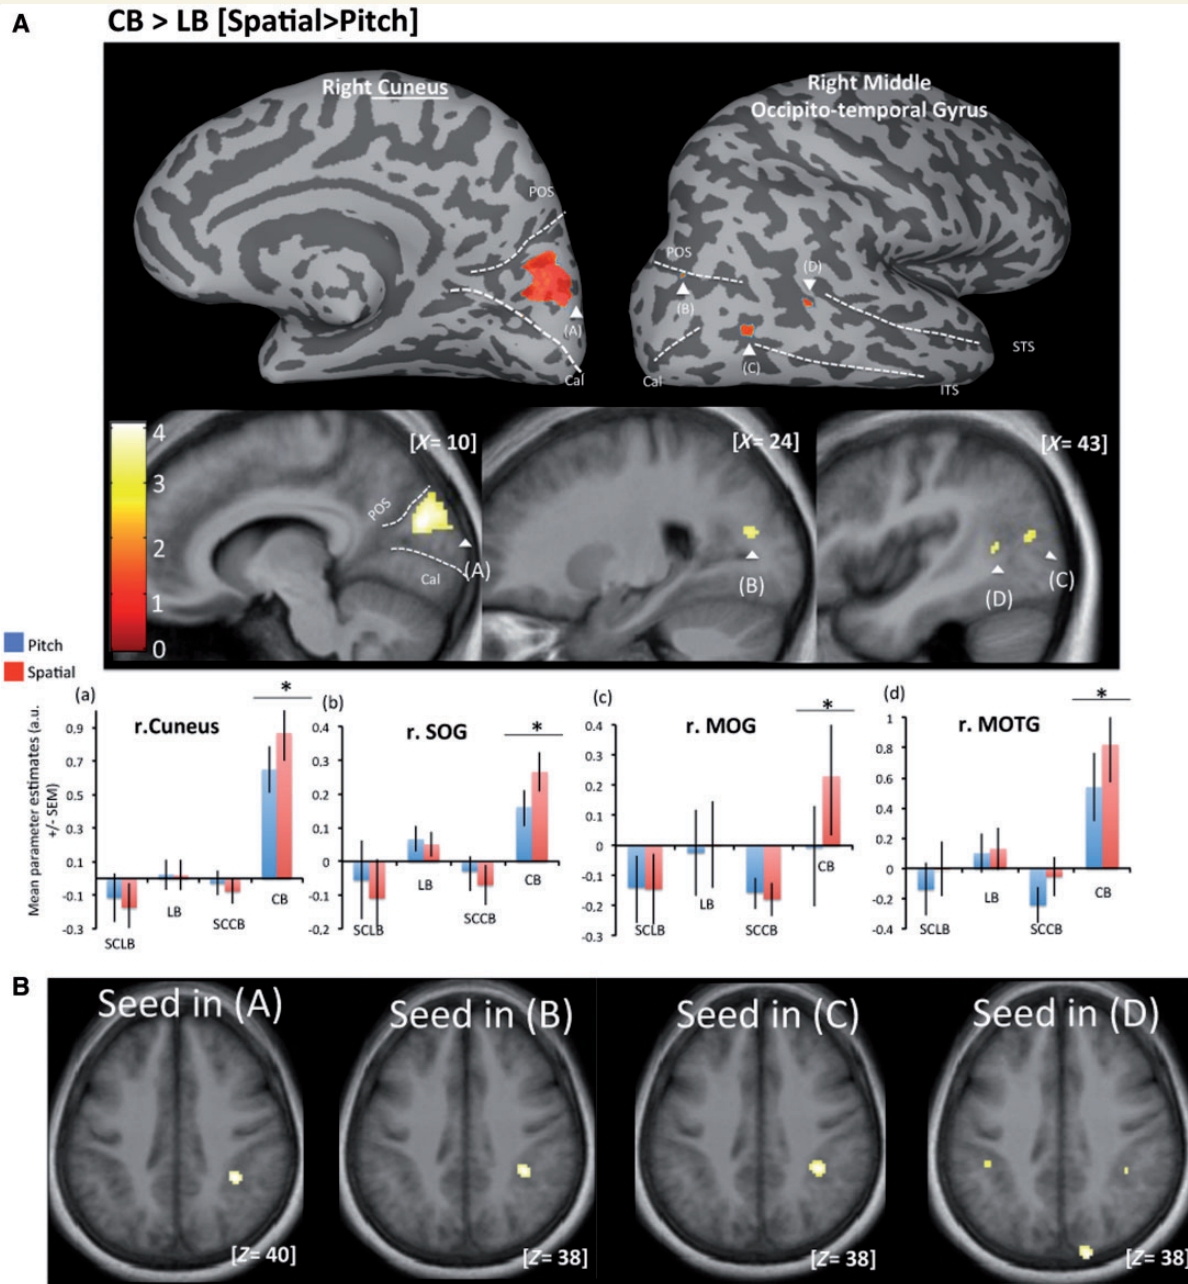 A
CB > LB [Spatial>Pitch]
Right Cuneus
Right Middle
Occipito-temporal Gyrus
POS
(A)
Cal
POS
(D)
(B)
(C)
Cal
STS
ITS
4
3
2
1
0
[X= 10]
POS
Cal
(A)
[X= 24]
(B)
[X= 43]
(D)
(C)
Pitch
Spatial
Mean parameter estimates (a.u.
+/- SEM)
(a)
r.Cuneus
*
0.9
0.7
0.5
0.3
0.1
-0.1
-0.3
SCLB
LB
SCCB
CB
(b)
r. SOG
*
0.4
0.3
0.2
0.1
0
-0.1
-0,2
SCLB
LB
SCCB
CB
(c)
r. MOG
*
0.4
0.3
0.2
0.1
0
-0.1
-0.2
-0.3
SCLB
LB
SCCB
CB
(d)
r. MOTG
*
1
0.8
0.6
0.4
0.2
0
-0.2
-0.4
SCLB
LB
SCCB
CB
B
Seed in (A)
[Z= 40]
Seed in (B)
[Z= 38]
Seed in (C)
[Z= 38]
Seed in (D)
[Z= 38]